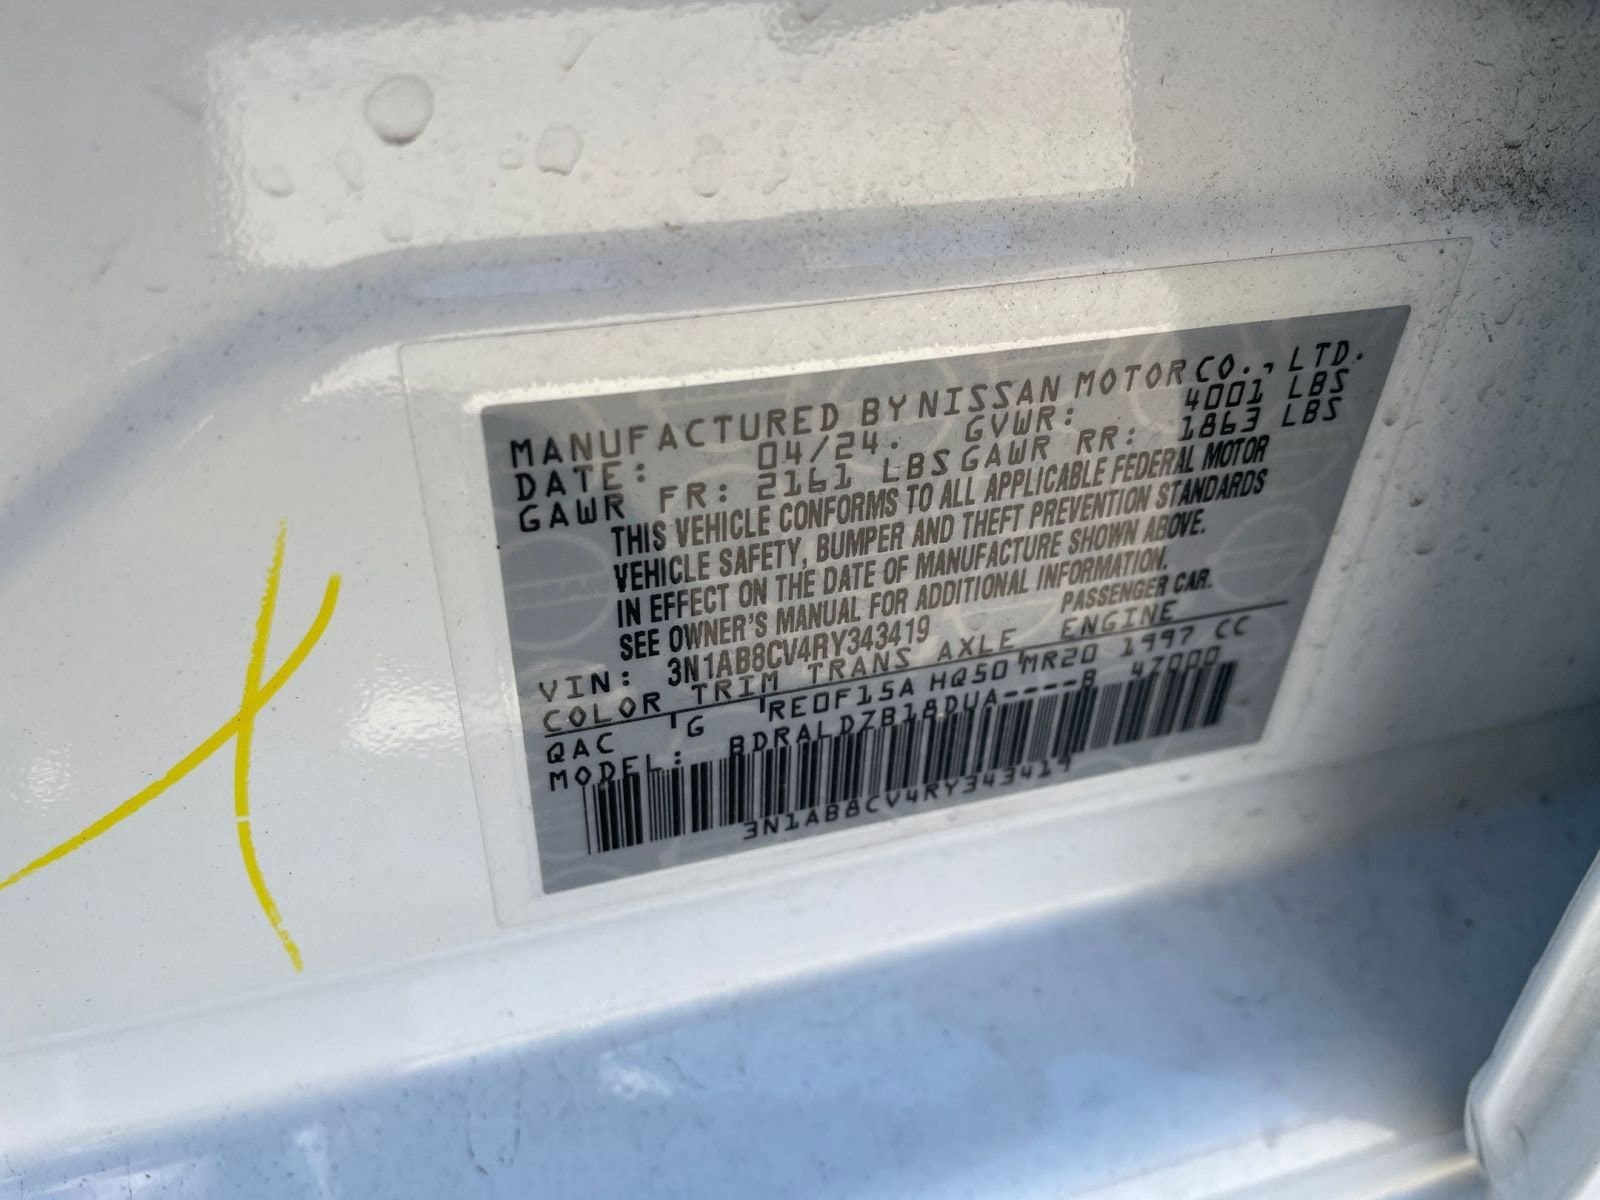 MANUFACTURED BY NISSAN MOTOR CO., LTD.
DATE: 04/24. GVWR: 4001 LBS
GAWR FR: 2161 LBS GAWR RR: 1863 LBS
THIS VEHICLE CONFORMS TO ALL APPLICABLE FEDERAL MOTOR
VEHICLE SAFETY, BUMPER AND THEFT PREVENTION STANDARDS
IN EFFECT ON THE DATE OF MANUFACTURE SHOWN ABOVE.
SEE OWNER'S MANUAL FOR ADDITIONAL INFORMATION.
VIN: 3N1AB8CV4RY343419 PASSENGER CAR.
COLOR TRIM TRANS AXLE ENGINE
QAC G RE0F15A HQ50 MR20 1997 CC
MODEL: BDRALDZB18DUA----B 47000
3N1AB8CV4RY343419